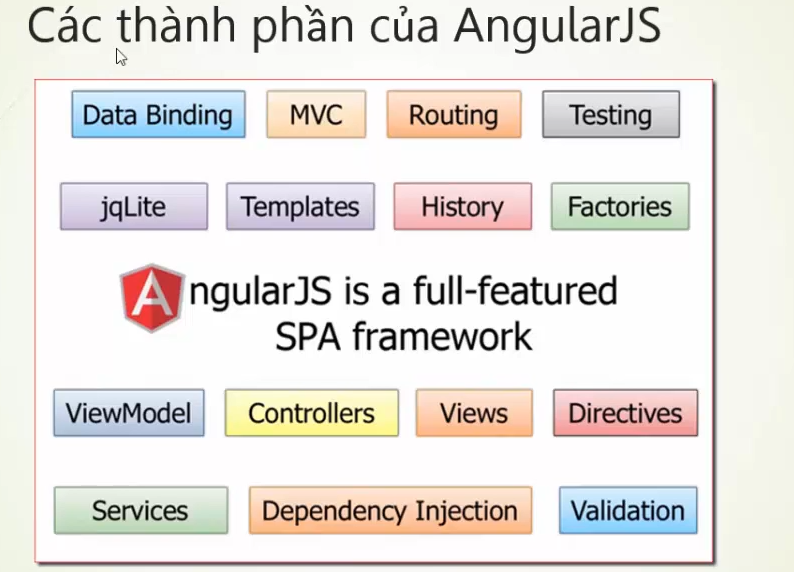 Các thành phần của AngularJS
Data Binding MVC Routing Testing
jqLite Templates History Factories
AngularJS is a full-featured
SPA framework
ViewModel Controllers Views Directives
Services Dependency Injection Validation